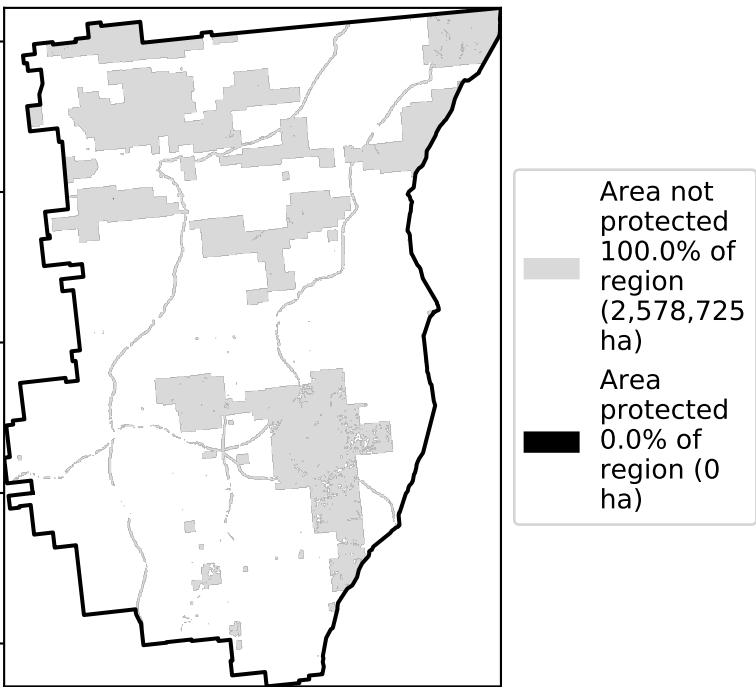 Area not
protected
100.0% of
region
(2,578,725
ha)
Area
protected
0.0% of
region (0
ha)